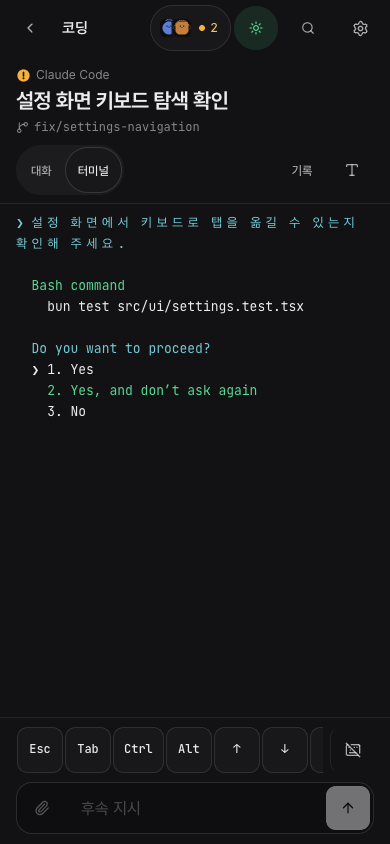 코딩
2
Claude Code
설정 화면 키보드 탐색 확인
fix/settings-navigation
대화
터미널
기록
❯ 설정 화면에서 키보드로 탭을 옮길 수 있는지
확인해 주세요.
Bash command
bun test src/ui/settings.test.tsx
Do you want to proceed?
❯ 1. Yes
2. Yes, and don’t ask again
3. No
Esc
Tab
Ctrl
Alt
↑
↓
후속 지시